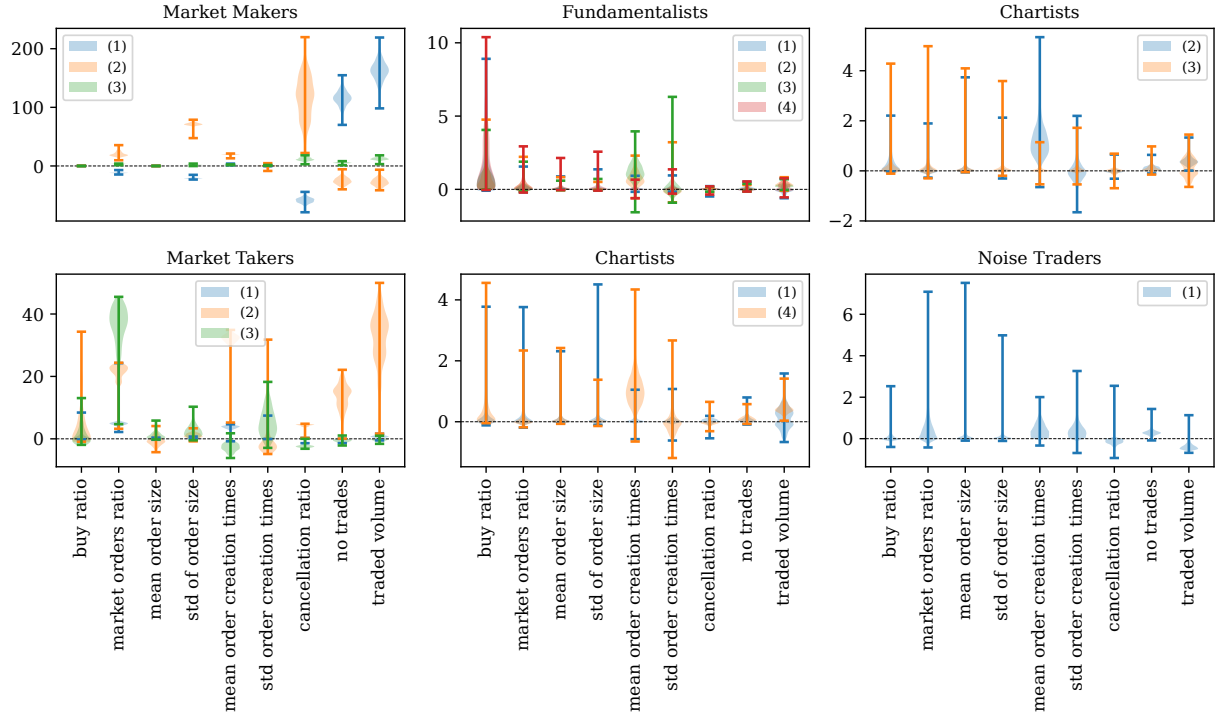 Market Makers
200
100
0
(1)
(2)
(3)
Fundamentalists
10
5
0
(1)
(2)
(3)
(4)
Chartists
4
2
0
−2
(2)
(3)
Market Takers
40
20
0
(1)
(2)
(3)
buy ratio
market orders ratio
mean order size
std of order size
mean order creation times
std order creation times
cancellation ratio
no trades
traded volume
Chartists
4
2
0
(1)
(4)
buy ratio
market orders ratio
mean order size
std of order size
mean order creation times
std order creation times
cancellation ratio
no trades
traded volume
Noise Traders
6
4
2
0
(1)
buy ratio
market orders ratio
mean order size
std of order size
mean order creation times
std order creation times
cancellation ratio
no trades
traded volume